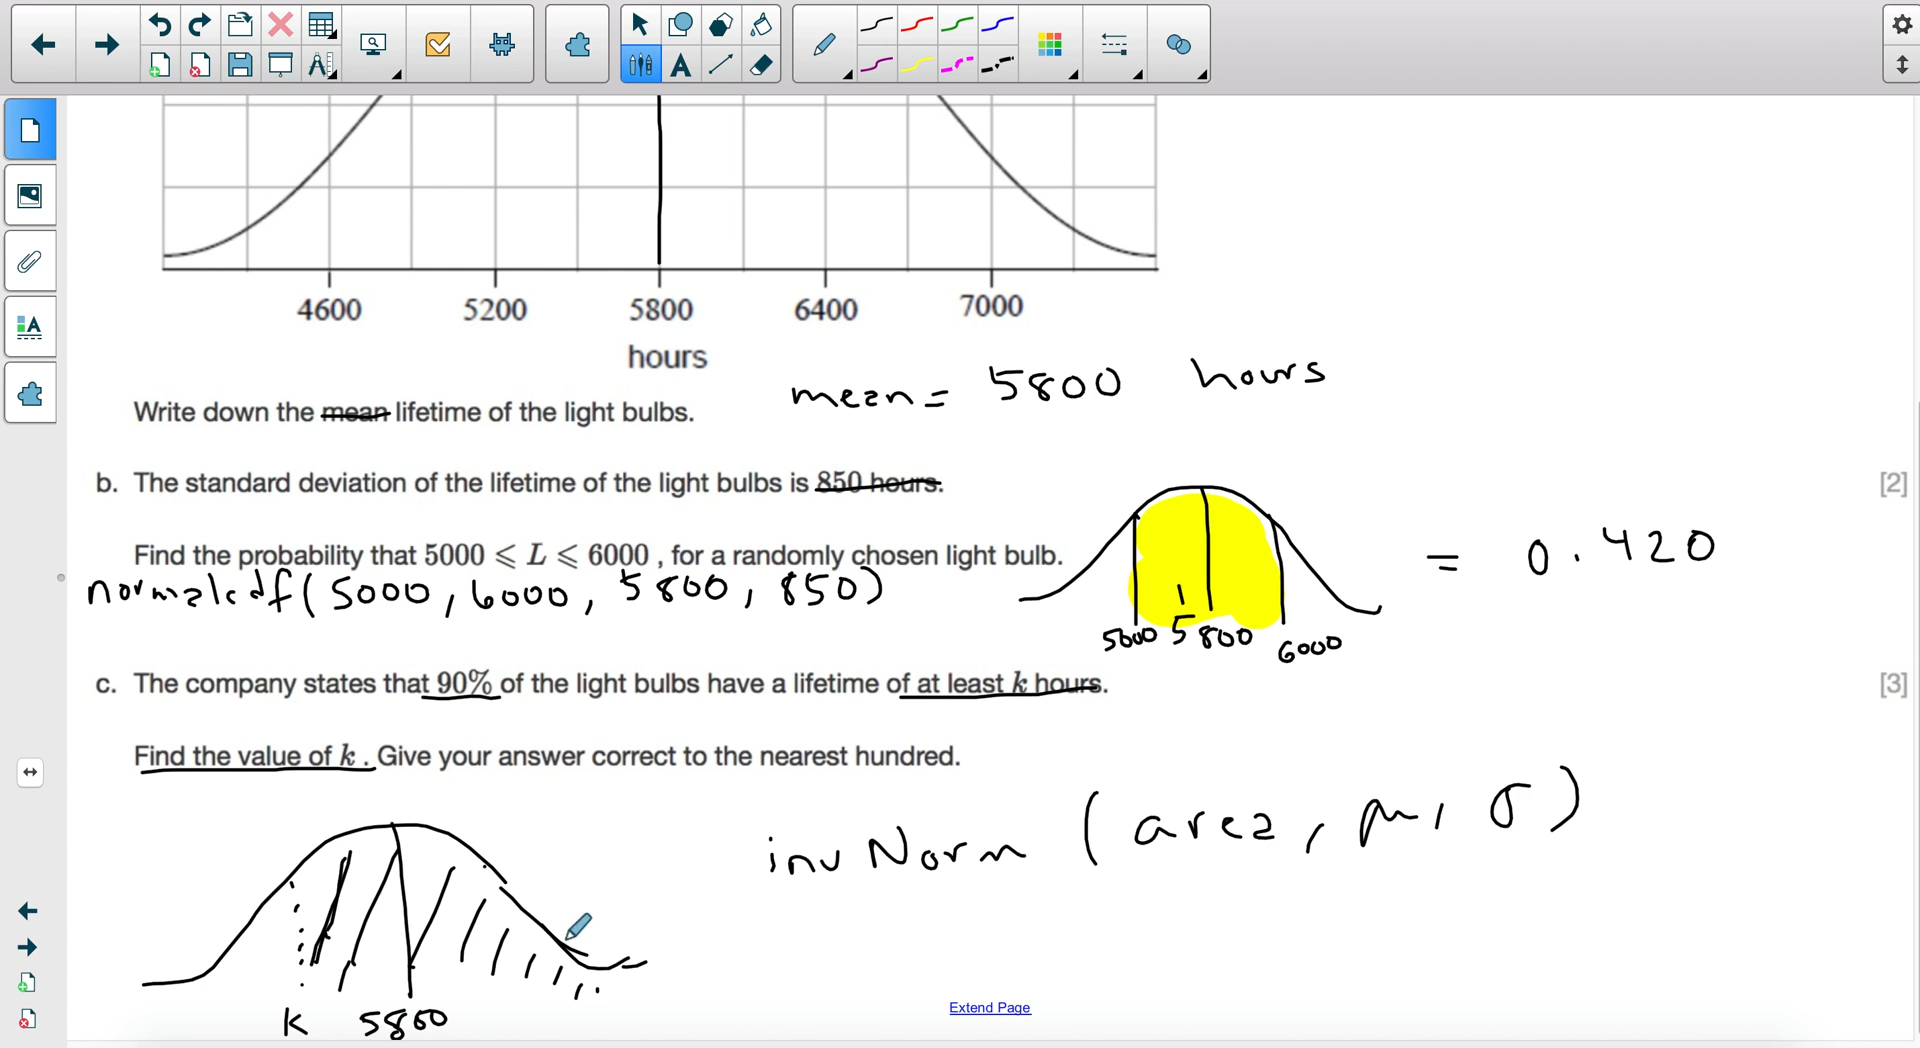 4600 5200 5800 6400 7000
hours
mean = 5800 hours
Write down the mean lifetime of the light bulbs.
b. The standard deviation of the lifetime of the light bulbs is 850 hours. [2]
Find the probability that 5000 ⩽ L ⩽ 6000 , for a randomly chosen light bulb.
= 0.420
normalcdf(5000, 6000, 5800, 850)
5000 5800 6000
c. The company states that 90% of the light bulbs have a lifetime of at least k hours. [3]
Find the value of k . Give your answer correct to the nearest hundred.
invNorm (area, μ, σ)
K 5800
Extend Page